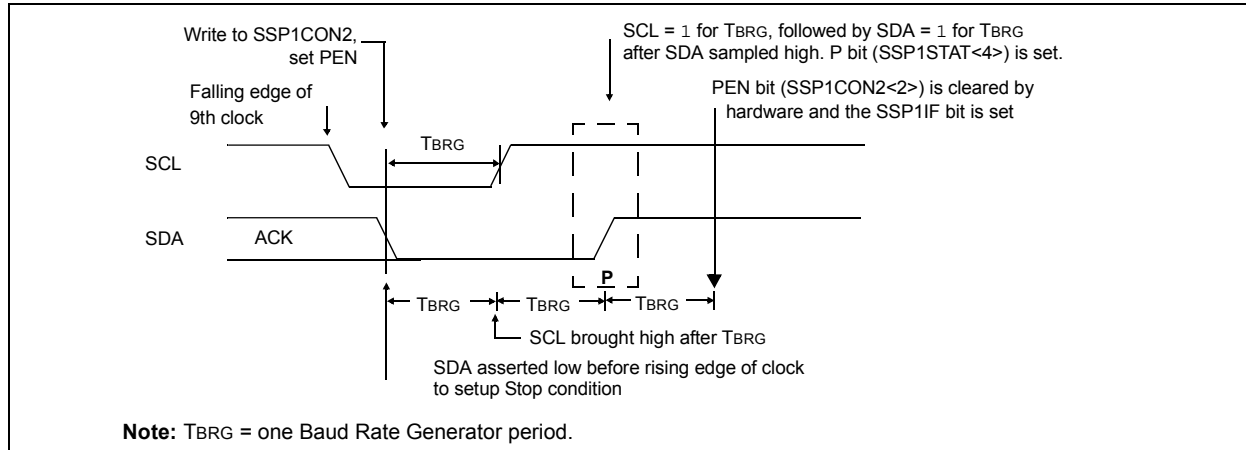 Write to SSP1CON2,
set PEN
SCL = 1 for TBRG, followed by SDA = 1 for TBRG
after SDA sampled high. P bit (SSP1STAT<4>) is set.
Falling edge of
9th clock
PEN bit (SSP1CON2<2>) is cleared by
hardware and the SSP1IF bit is set
TBRG
SCL
SDA
ACK
P
TBRG
TBRG
TBRG
SCL brought high after TBRG
SDA asserted low before rising edge of clock
to setup Stop condition
Note: TBRG = one Baud Rate Generator period.